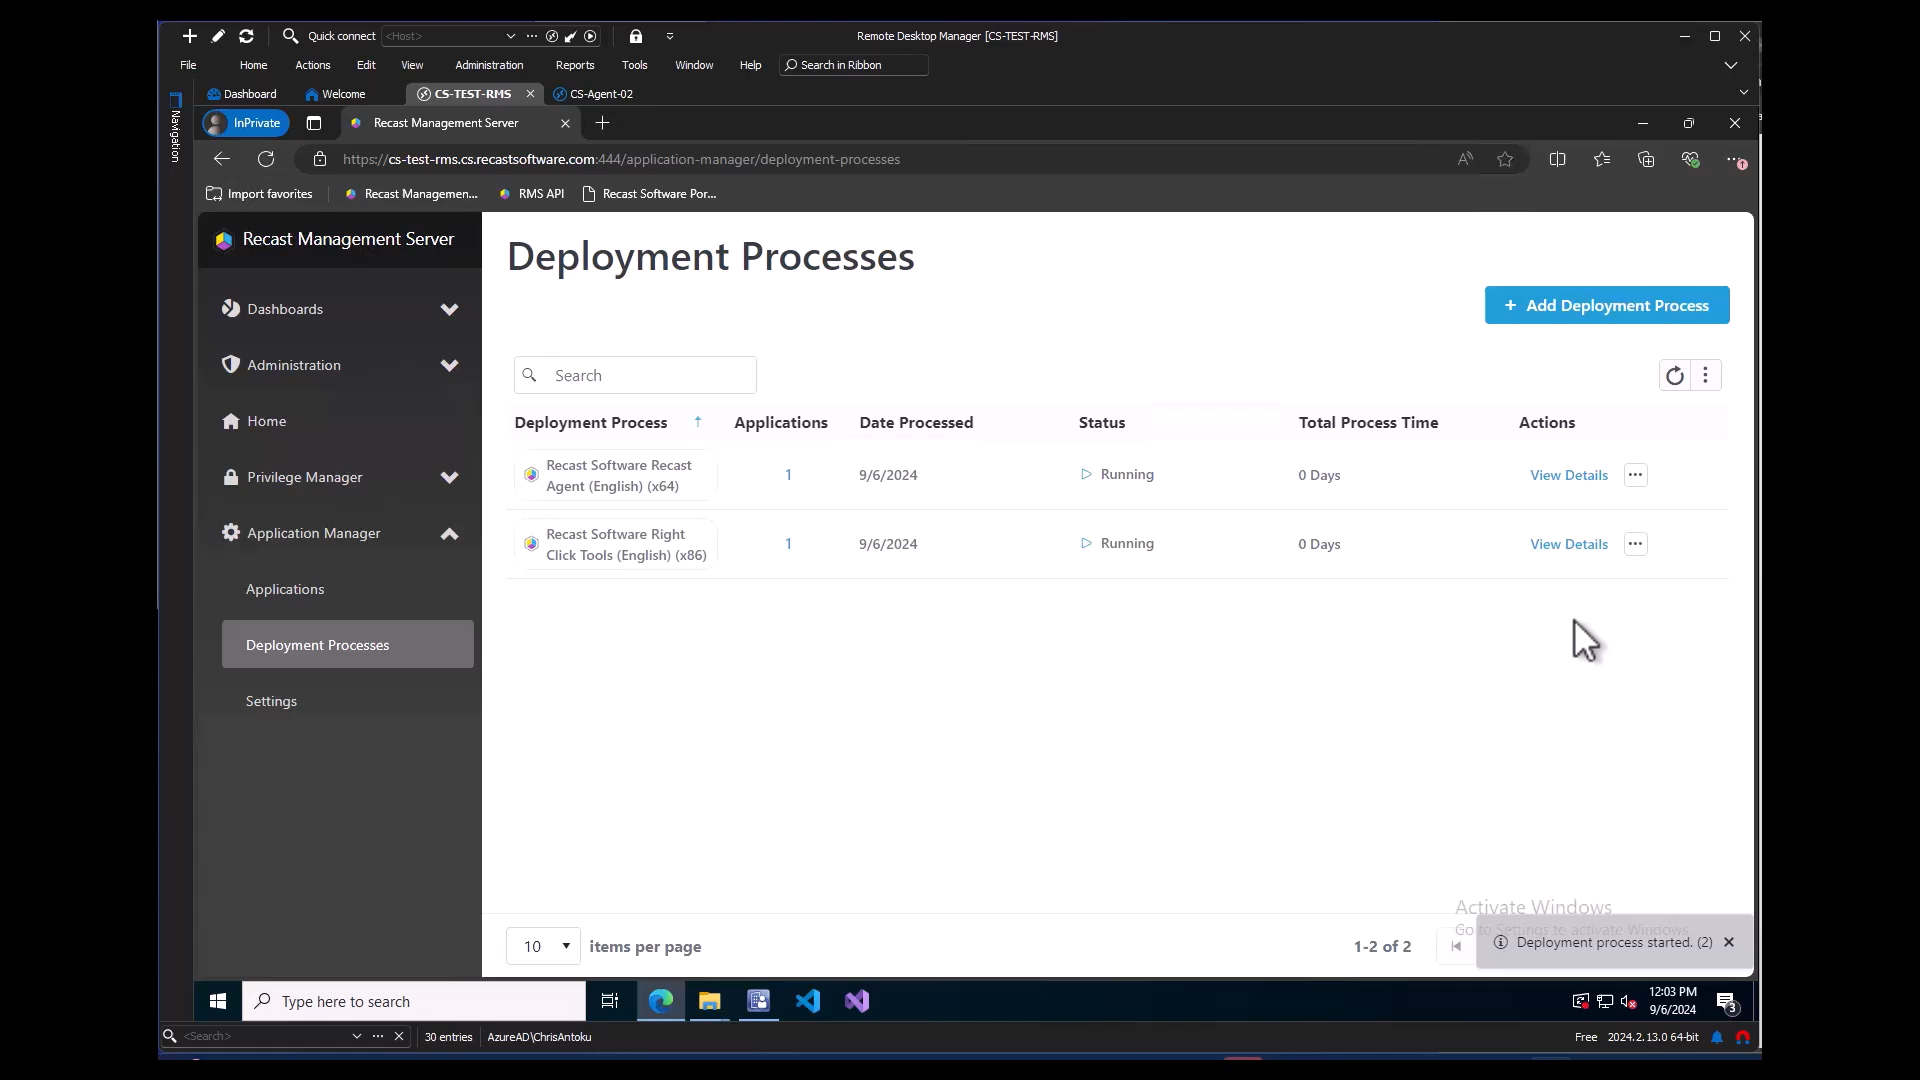 Quick connect <Host>
Remote Desktop Manager [CS-TEST-RMS]
File Home Actions Edit View Administration Reports Tools Window Help Search in Ribbon
Navigation
Dashboard Welcome CS-TEST-RMS CS-Agent-02
InPrivate Recast Management Server
https://cs-test-rms.cs.recastsoftware.com:444/application-manager/deployment-processes
Import favorites Recast Managemen... RMS API Recast Software Por...
Recast Management Server
Dashboards
Administration
Home
Privilege Manager
Application Manager
Applications
Deployment Processes
Settings
Deployment Processes
+ Add Deployment Process
Search
Deployment Process ↑ Applications Date Processed Status Total Process Time Actions
Recast Software Recast
Agent (English) (x64)
1 9/6/2024 Running 0 Days View Details ...
Recast Software Right
Click Tools (English) (x86)
1 9/6/2024 Running 0 Days View Details ...
10 items per page
1-2 of 2
Activate Windows
Go to Settings to activate Windows
Deployment process started. (2)
Type here to search
12:03 PM
9/6/2024
3
<Search> 30 entries AzureAD\ChrisAntoku
Free 2024.2.13.0 64-bit